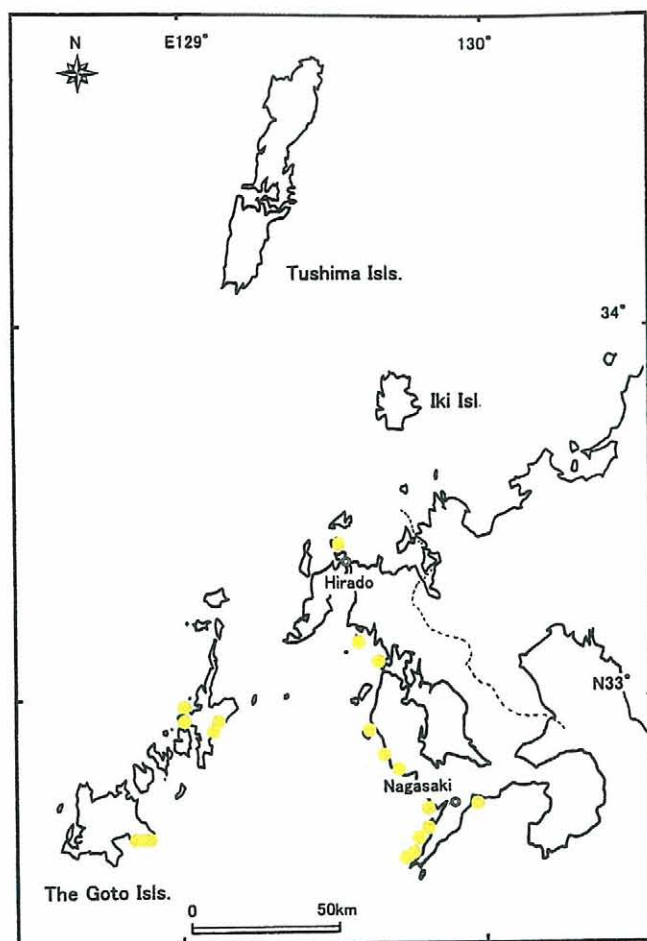 N
E129°
130°
Tushima Isls.
34°
Iki Isl.
Hirado
N33°
Nagasaki
The Goto Isls.
0
50km